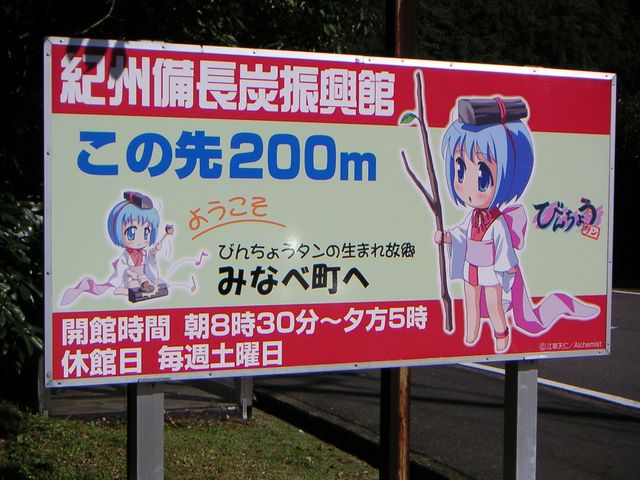 紀州備長炭振興館
この先200m
ようこそ
びんちょうタンの生まれ故郷
みなべ町へ
びんちょう
タン
開館時間 朝8時30分～夕方5時
休館日 毎週土曜日
©江草天仁／Alchemist